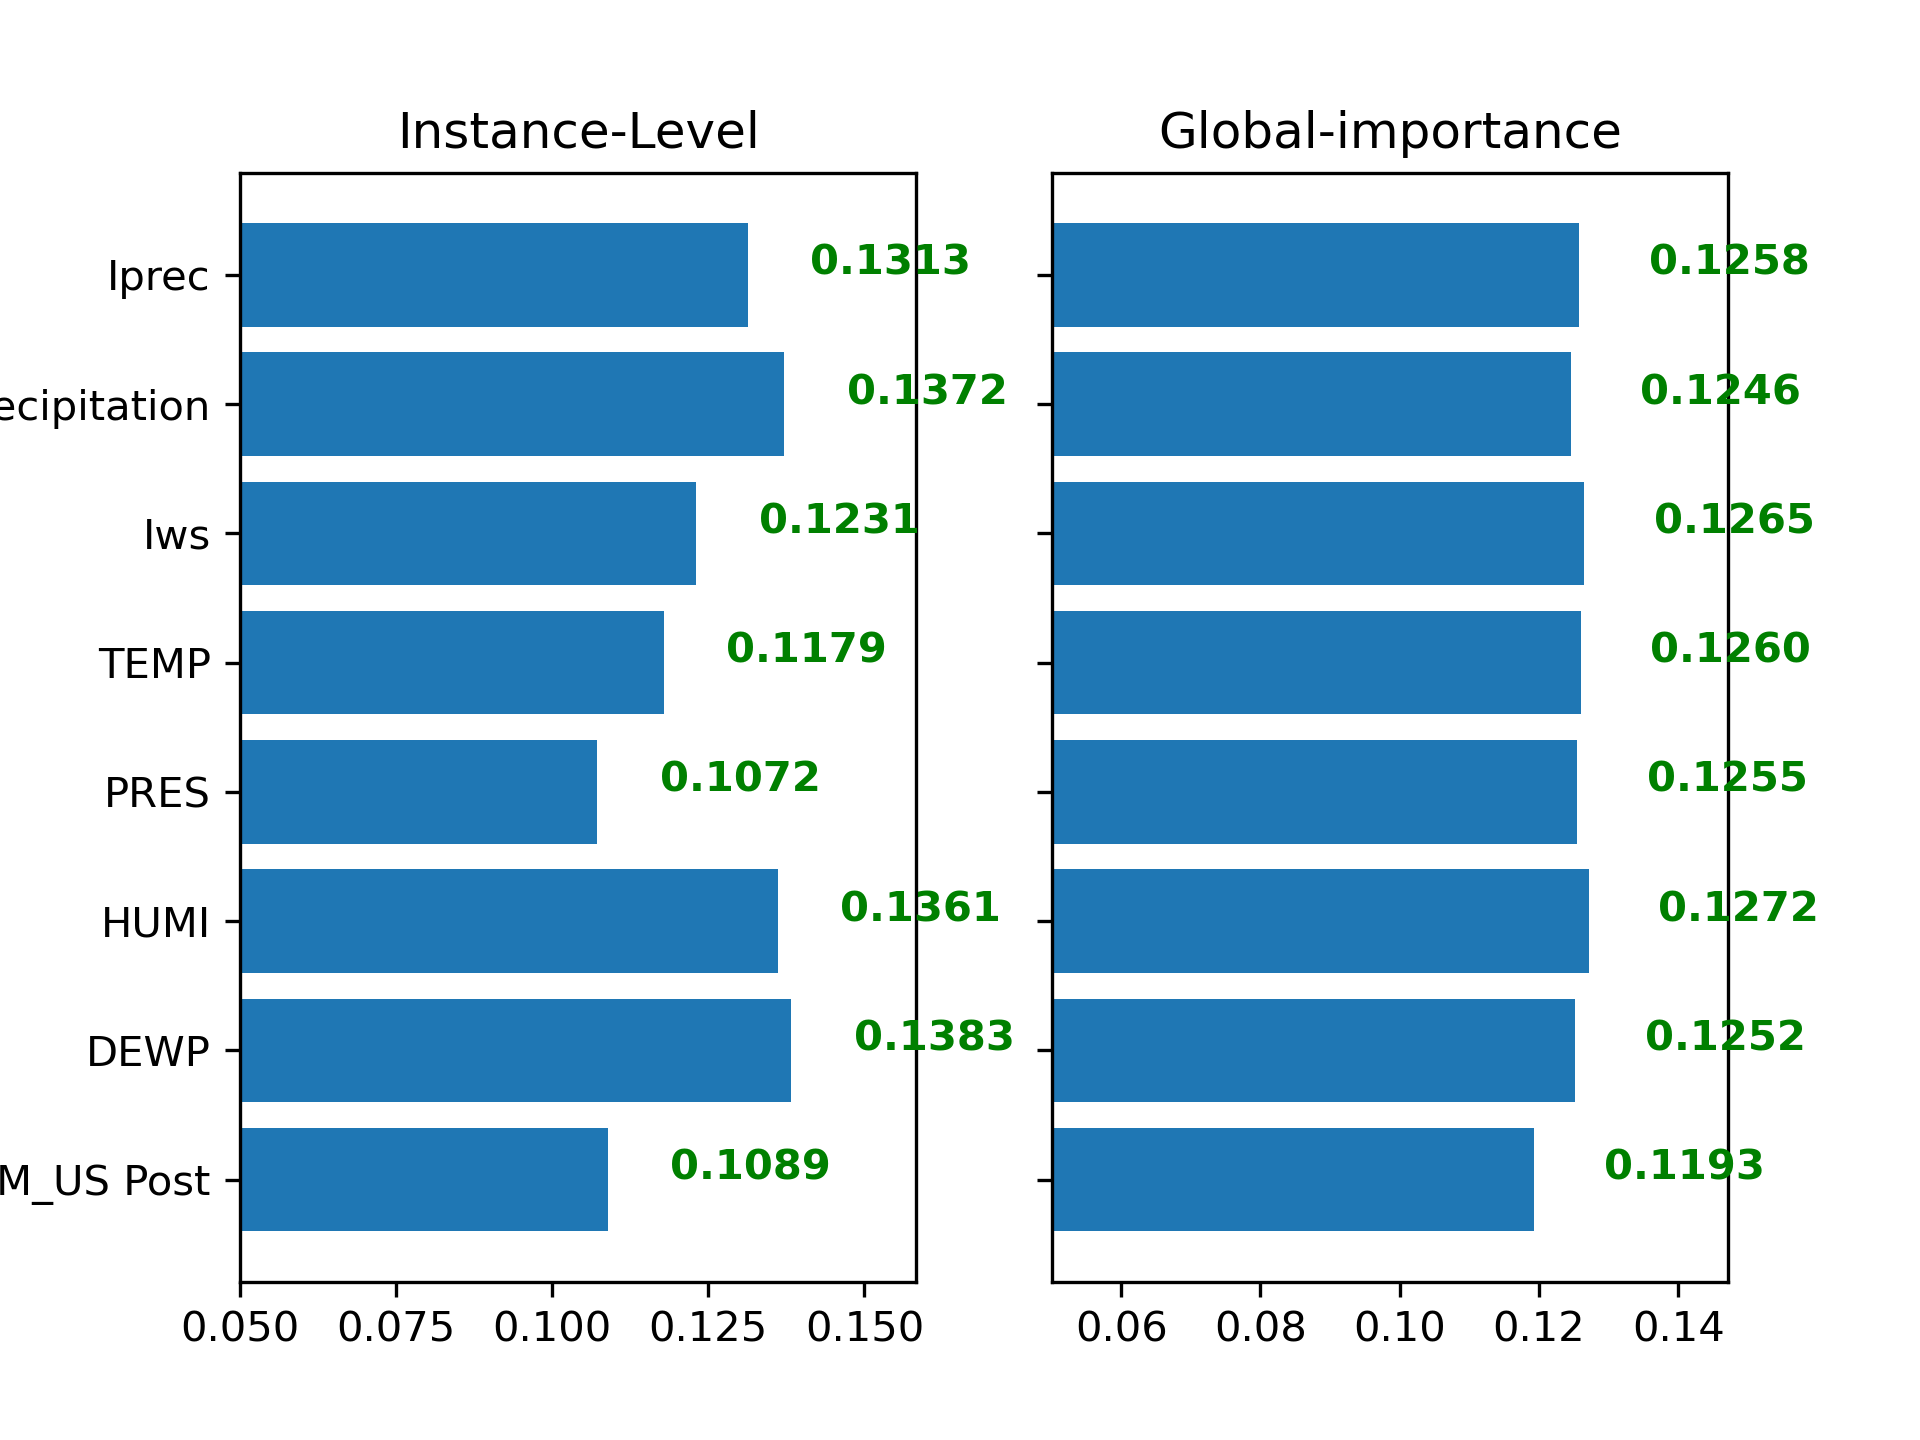 Instance-Level
Global-importance
Iprec 0.1313 0.1258
ecipitation 0.1372 0.1246
Iws 0.1231 0.1265
TEMP 0.1179 0.1260
PRES 0.1072 0.1255
HUMI 0.1361 0.1272
DEWP 0.1383 0.1252
M_US Post 0.1089 0.1193
0.050 0.075 0.100 0.125 0.150
0.06 0.08 0.10 0.12 0.14